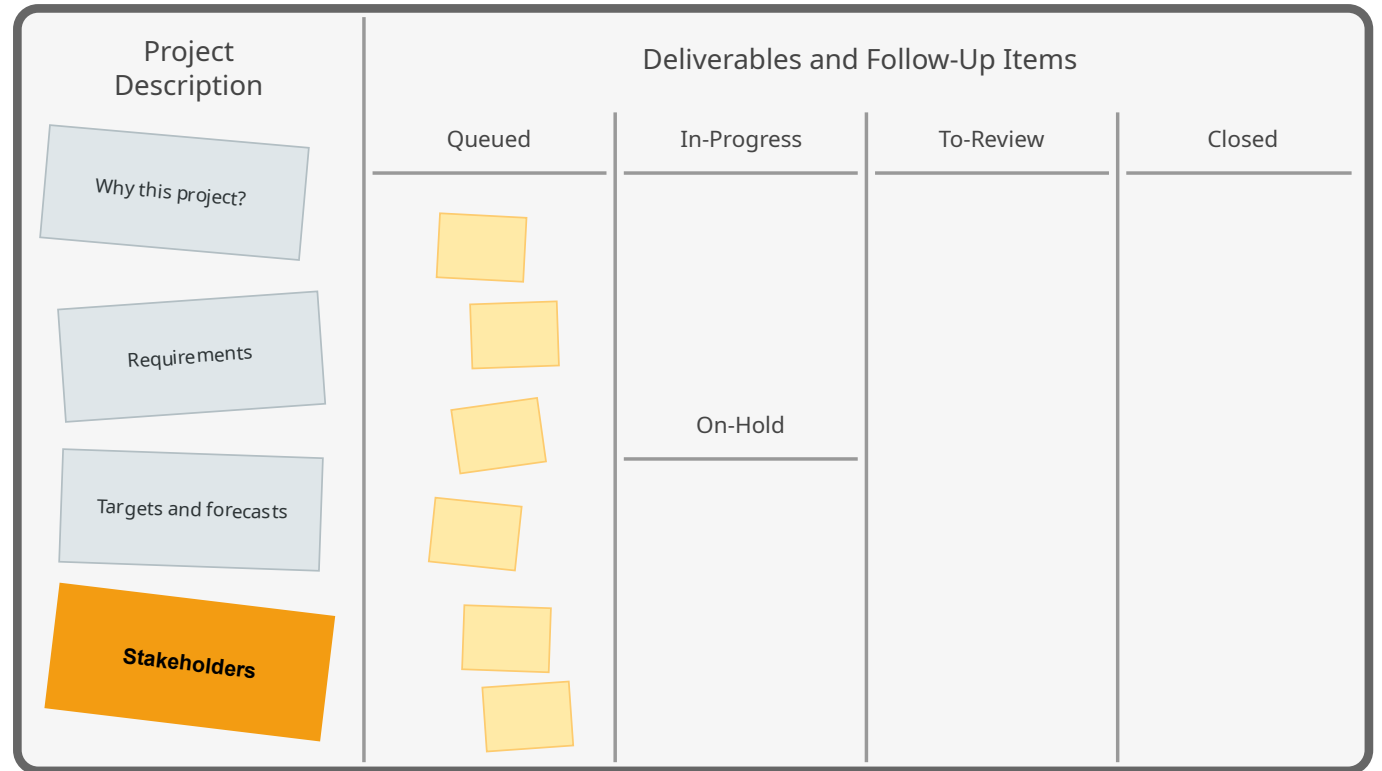 Project
Description
Why this project?
Requirements
Targets and forecasts
Stakeholders
Deliverables and Follow-Up Items
Queued
In-Progress
On-Hold
To-Review
Closed